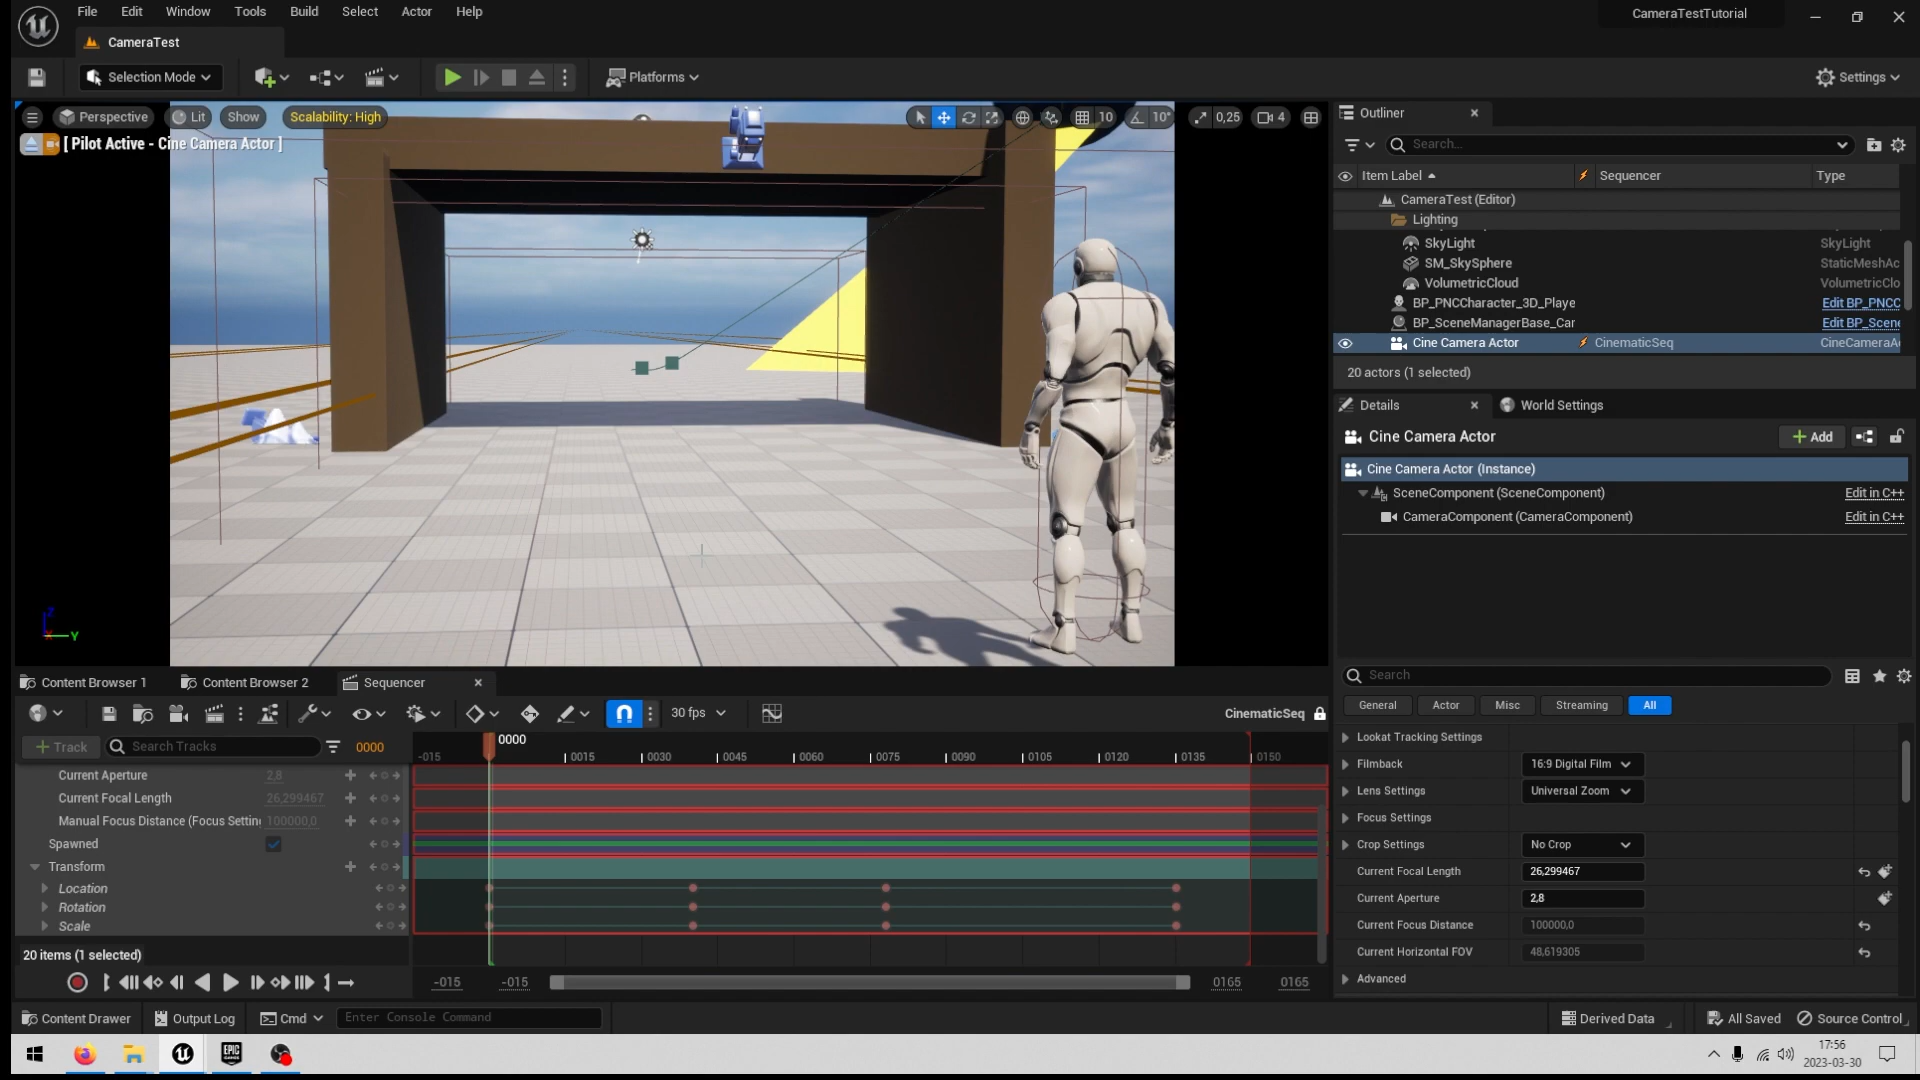 File Edit Window Tools Build Select Actor Help
CameraTestTutorial
CameraTest
Selection Mode
Platforms
Settings
Perspective Lit Show Scalability: High
10 10° 0,25 4
[ Pilot Active - Cine Camera Actor ]
Z
Y
Outliner
Search...
Item Label Sequencer Type
CameraTest (Editor)
Lighting
SkyLight SkyLight
SM_SkySphere StaticMeshAc
VolumetricCloud VolumetricClo
BP_PNCCharacter_3D_Playe Edit BP_PNCC
BP_SceneManagerBase_Car Edit BP_Scene
Cine Camera Actor CinematicSeq CineCameraA
20 actors (1 selected)
Details World Settings
Cine Camera Actor Add
Cine Camera Actor (Instance)
SceneComponent (SceneComponent) Edit in C++
CameraComponent (CameraComponent) Edit in C++
Search
General Actor Misc Streaming All
Lookat Tracking Settings
Filmback 16:9 Digital Film
Lens Settings Universal Zoom
Focus Settings
Crop Settings No Crop
Current Focal Length 26,299467
Current Aperture 2,8
Current Focus Distance 100000,0
Current Horizontal FOV 48,619305
Advanced
Content Browser 1 Content Browser 2 Sequencer
30 fps CinematicSeq
Track Search Tracks 0000
0000
-015 0015 0030 0045 0060 0075 0090 0105 0120 0135 0150
Current Aperture 2,8
Current Focal Length 26,299467
Manual Focus Distance (Focus Settin 100000,0
Spawned
Transform
Location
Rotation
Scale
20 items (1 selected)
-015 -015 0165 0165
Content Drawer Output Log Cmd Enter Console Command
Derived Data All Saved Source Control
EPIC GAMES
17:56
2023-03-30